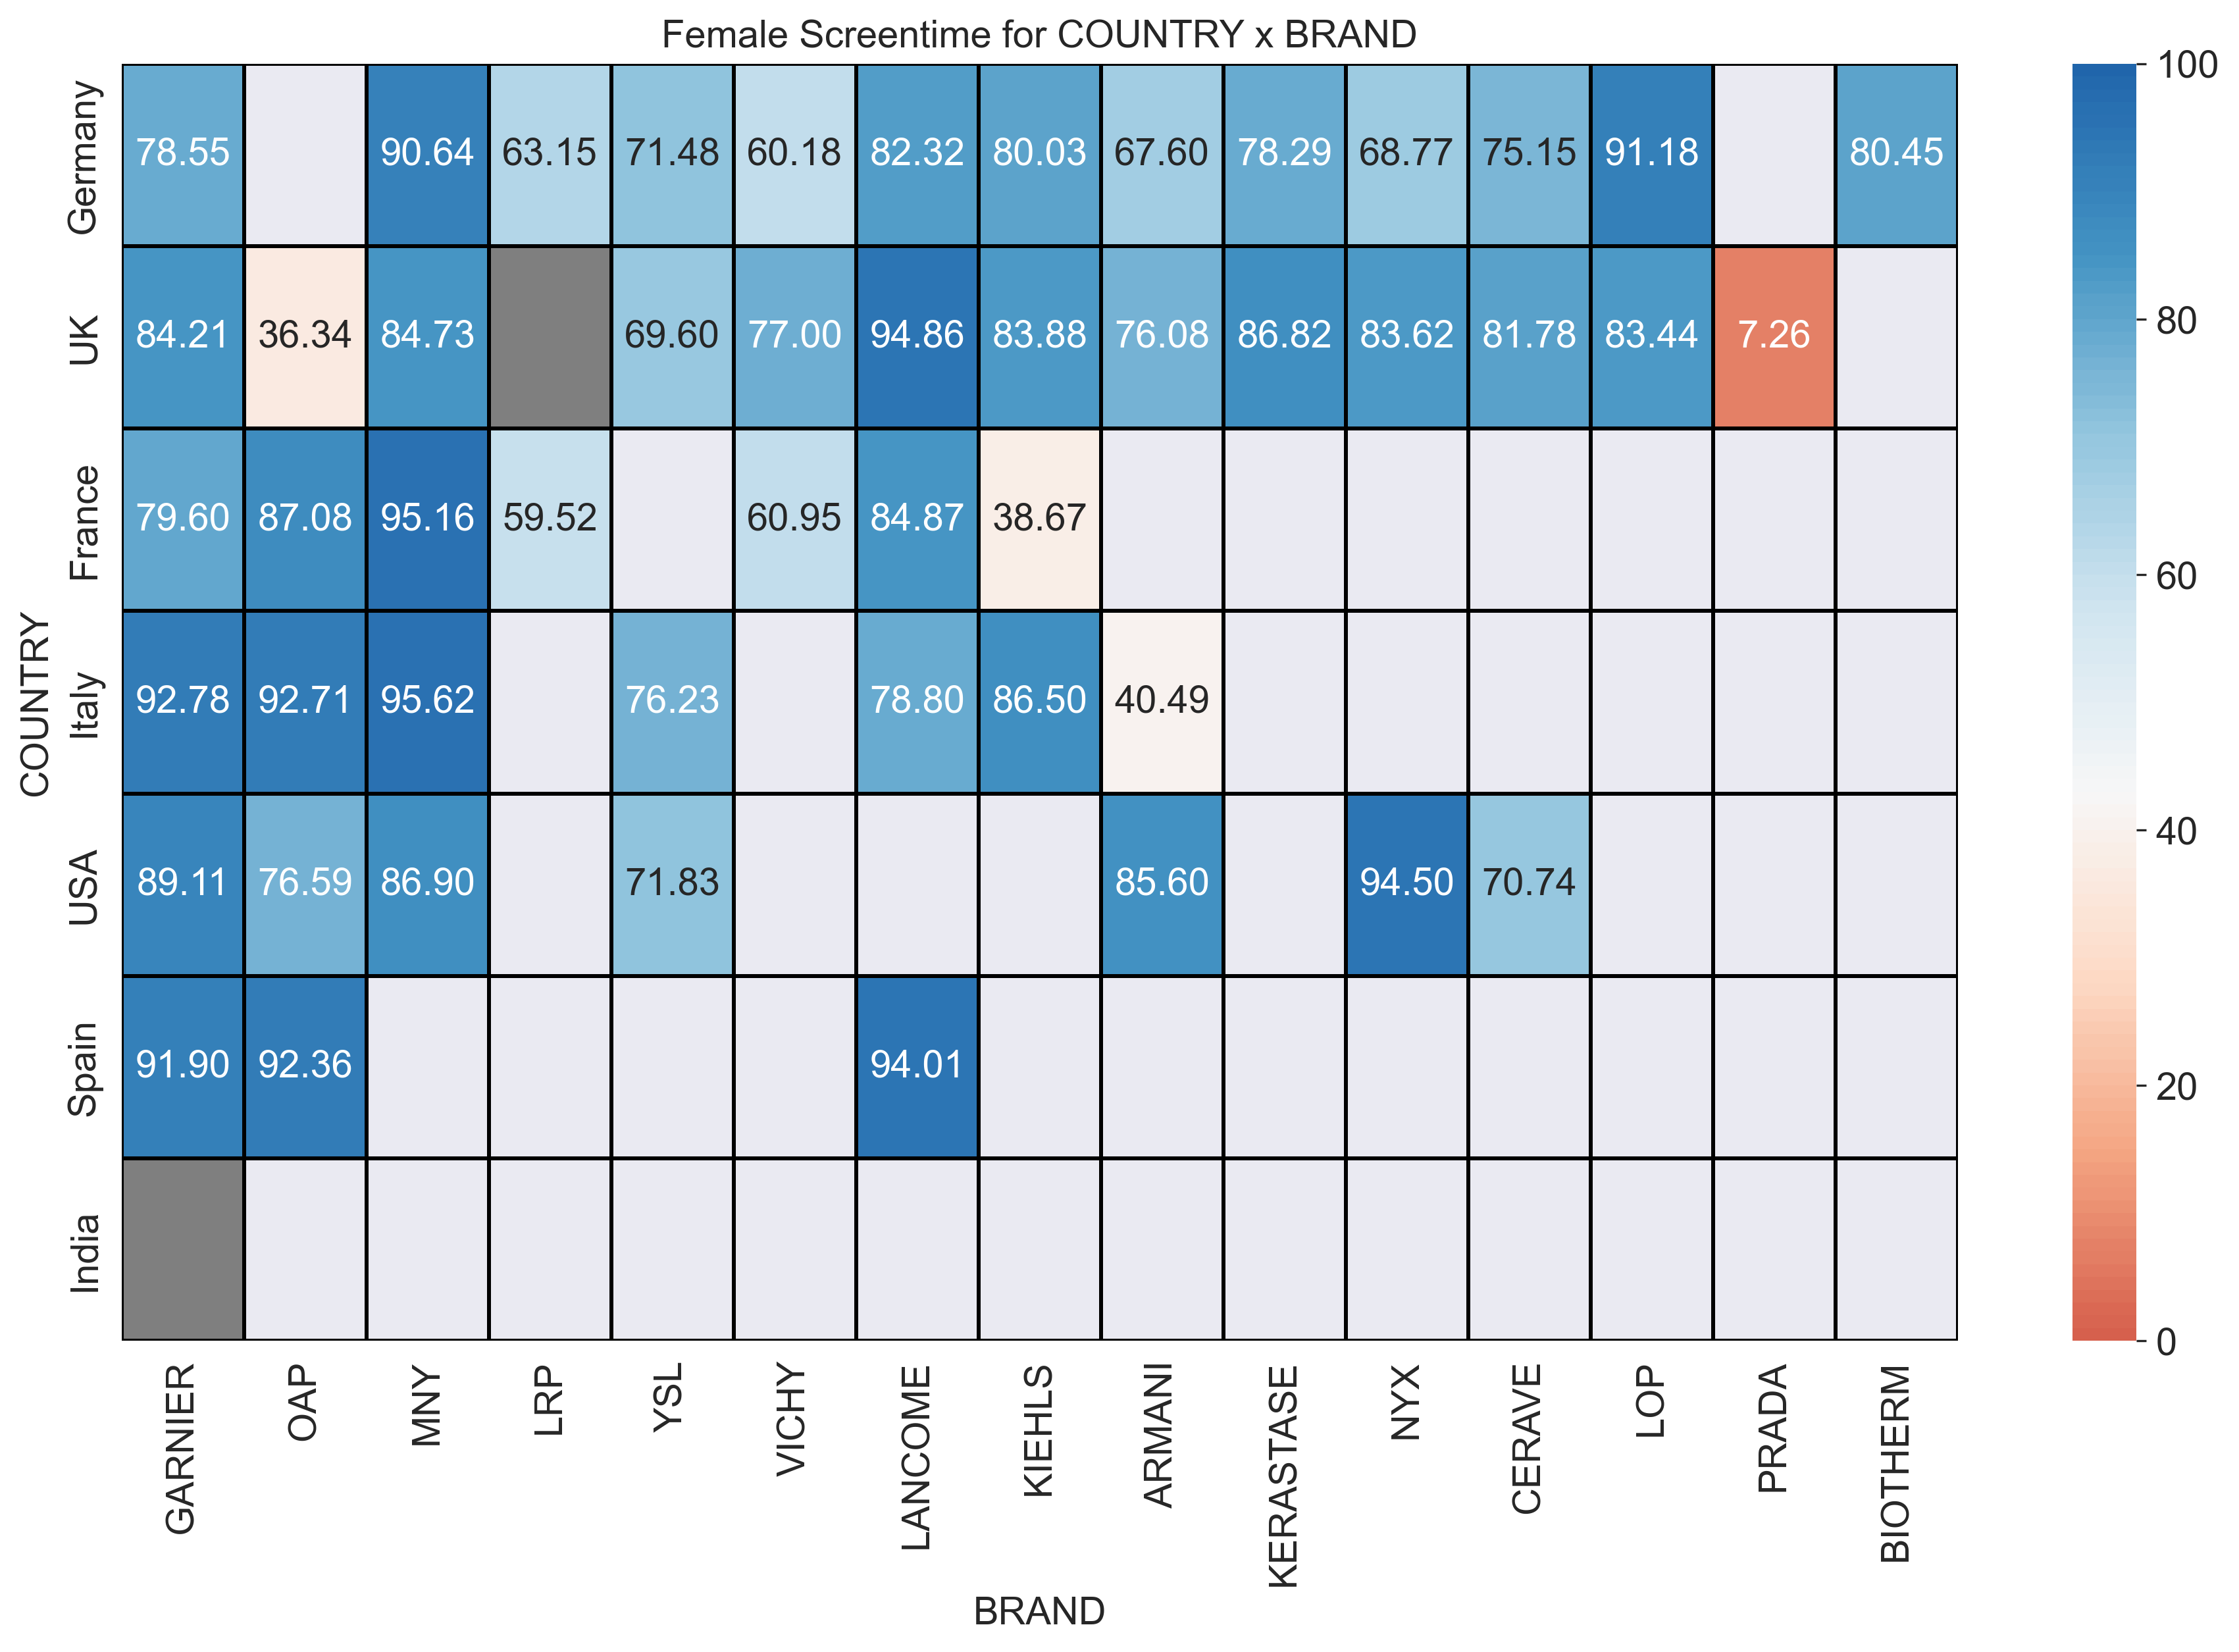 Female Screentime for COUNTRY x BRAND
COUNTRY
Germany 78.55 90.64 63.15 71.48 60.18 82.32 80.03 67.60 78.29 68.77 75.15 91.18 80.45
UK 84.21 36.34 84.73 69.60 77.00 94.86 83.88 76.08 86.82 83.62 81.78 83.44 7.26
France 79.60 87.08 95.16 59.52 60.95 84.87 38.67
Italy 92.78 92.71 95.62 76.23 78.80 86.50 40.49
USA 89.11 76.59 86.90 71.83 85.60 94.50 70.74
Spain 91.90 92.36 94.01
India
GARNIER OAP MNY LRP YSL VICHY LANCOME KIEHLS ARMANI KERASTASE NYX CERAVE LOP PRADA BIOTHERM
BRAND
100
80
60
40
20
0